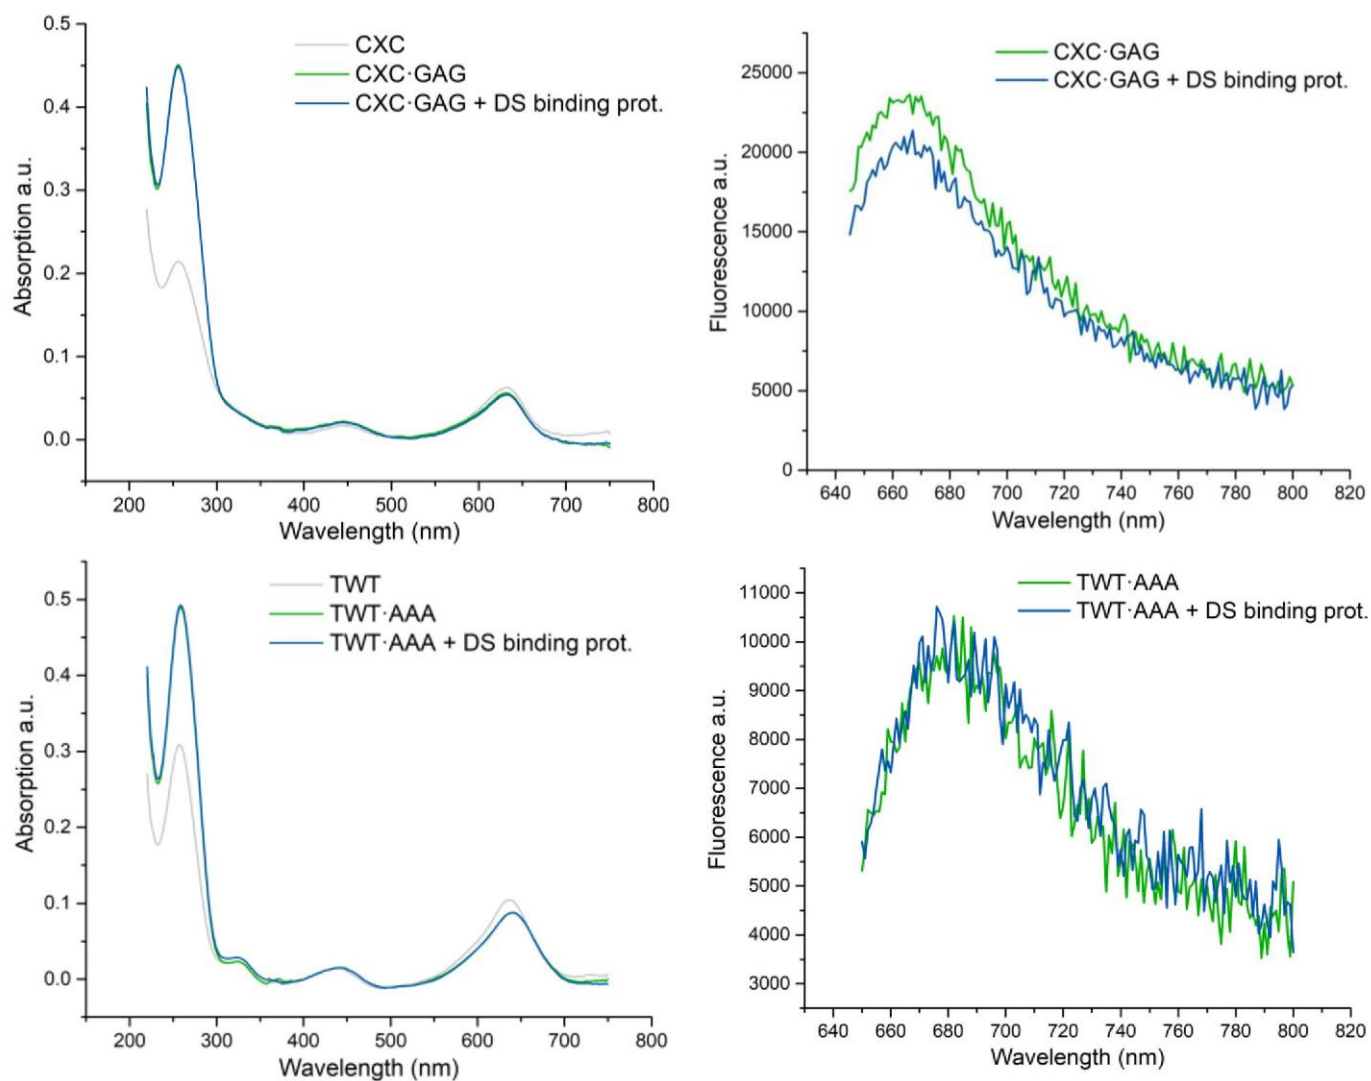 CXC
CXC·GAG
CXC·GAG + DS binding prot.
Absorption a.u.
0.5
0.4
0.3
0.2
0.1
0.0
200 300 400 500 600 700 800
Wavelength (nm)
CXC·GAG
CXC·GAG + DS binding prot.
Fluorescence a.u.
25000
20000
15000
10000
5000
0
640 660 680 700 720 740 760 780 800 820
Wavelength (nm)
TWT
TWT·AAA
TWT·AAA + DS binding prot.
Absorption a.u.
0.5
0.4
0.3
0.2
0.1
0.0
200 300 400 500 600 700 800
Wavelength (nm)
TWT·AAA
TWT·AAA + DS binding prot.
Fluorescence a.u.
11000
10000
9000
8000
7000
6000
5000
4000
3000
640 660 680 700 720 740 760 780 800 820
Wavelength (nm)